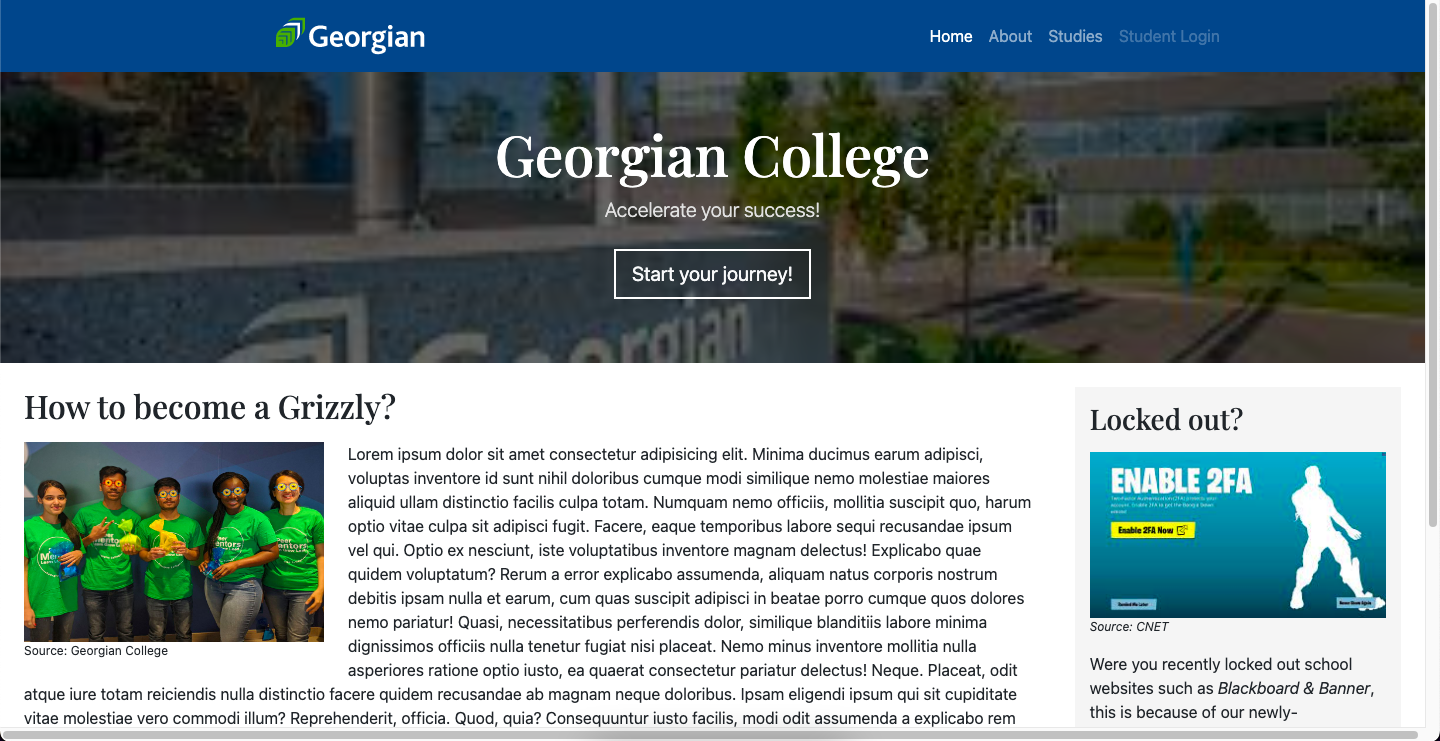 Georgian
Home About Studies Student Login
Georgian College
Accelerate your success!
Start your journey!
Georgian
How to become a Grizzly?
Lorem ipsum dolor sit amet consectetur adipisicing elit. Minima ducimus earum adipisci,
voluptas inventore id sunt nihil doloribus cumque modi similique nemo molestiae maiores
aliquid ullam distinctio facilis culpa totam. Numquam nemo officiis, mollitia suscipit quo, harum
optio vitae culpa sit adipisci fugit. Facere, eaque temporibus labore sequi recusandae ipsum
vel qui. Optio ex nesciunt, iste voluptatibus inventore magnam delectus! Explicabo quae
quidem voluptatum? Rerum a error explicabo assumenda, aliquam natus corporis nostrum
debitis ipsam nulla et earum, cum quas suscipit adipisci in beatae porro cumque quos dolores
nemo pariatur! Quasi, necessitatibus perferendis dolor, similique blanditiis labore minima
dignissimos officiis nulla tenetur fugiat nisi placeat. Nemo minus inventore mollitia nulla
asperiores ratione optio iusto, ea quaerat consectetur pariatur delectus! Neque. Placeat, odit
Source: Georgian College
atque iure totam reiciendis nulla distinctio facere quidem recusandae ab magnam neque doloribus. Ipsam eligendi ipsum qui sit cupiditate
vitae molestiae vero commodi illum? Reprehenderit, officia. Quod, quia? Consequuntur iusto facilis, modi odit assumenda a explicabo rem
Locked out?
ENABLE 2FA
Enable 2FA Now
Remind Me Later
Source: CNET
Were you recently locked out school
websites such as Blackboard & Banner,
this is because of our newly-